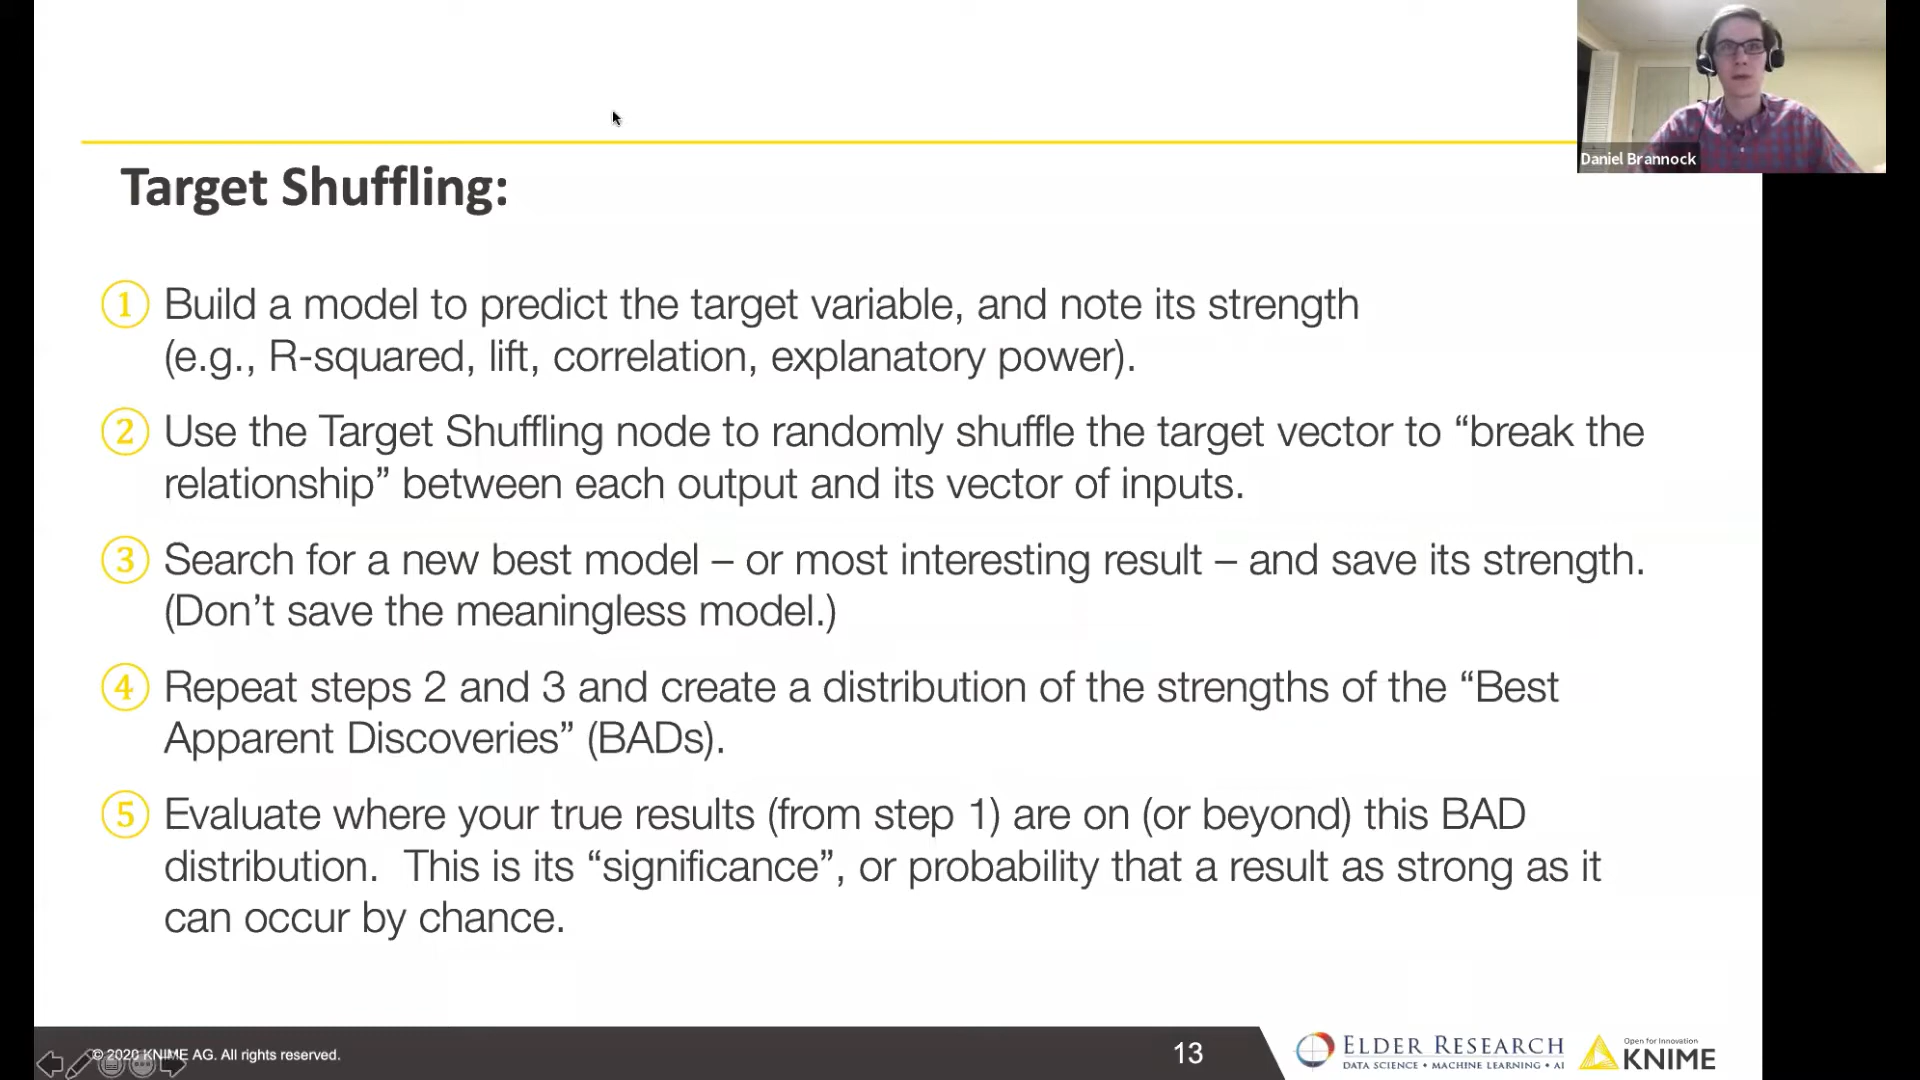 Daniel Brannock
Target Shuffling:
① Build a model to predict the target variable, and note its strength
(e.g., R-squared, lift, correlation, explanatory power).
② Use the Target Shuffling node to randomly shuffle the target vector to “break the
relationship” between each output and its vector of inputs.
③ Search for a new best model – or most interesting result – and save its strength.
(Don’t save the meaningless model.)
④ Repeat steps 2 and 3 and create a distribution of the strengths of the “Best
Apparent Discoveries” (BADs).
⑤ Evaluate where your true results (from step 1) are on (or beyond) this BAD
distribution.  This is its “significance”, or probability that a result as strong as it
can occur by chance.
© 2020 KNIME AG. All rights reserved.
13
ELDER RESEARCH
DATA SCIENCE • MACHINE LEARNING • AI
Open for Innovation
KNIME